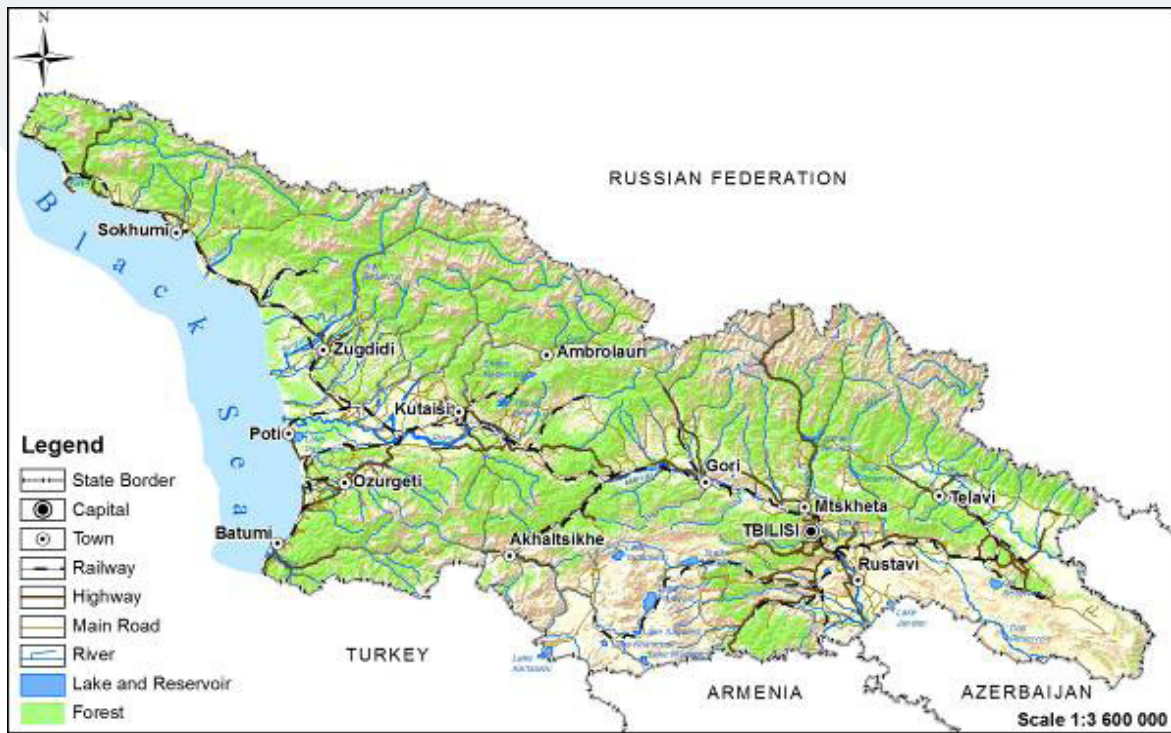 N
RUSSIAN FEDERATION
Black Sea
Sokhumi
Zugdidi
Ambrolauri
Kutaisi
Poti
Ozurgeti
Gori
Mtskheta
Telavi
TBILISI
Batumi
Akhaltsikhe
Rustavi
TURKEY
ARMENIA
AZERBAIJAN
Legend
State Border
Capital
Town
Railway
Highway
Main Road
River
Lake and Reservoir
Forest
Scale 1:3 600 000